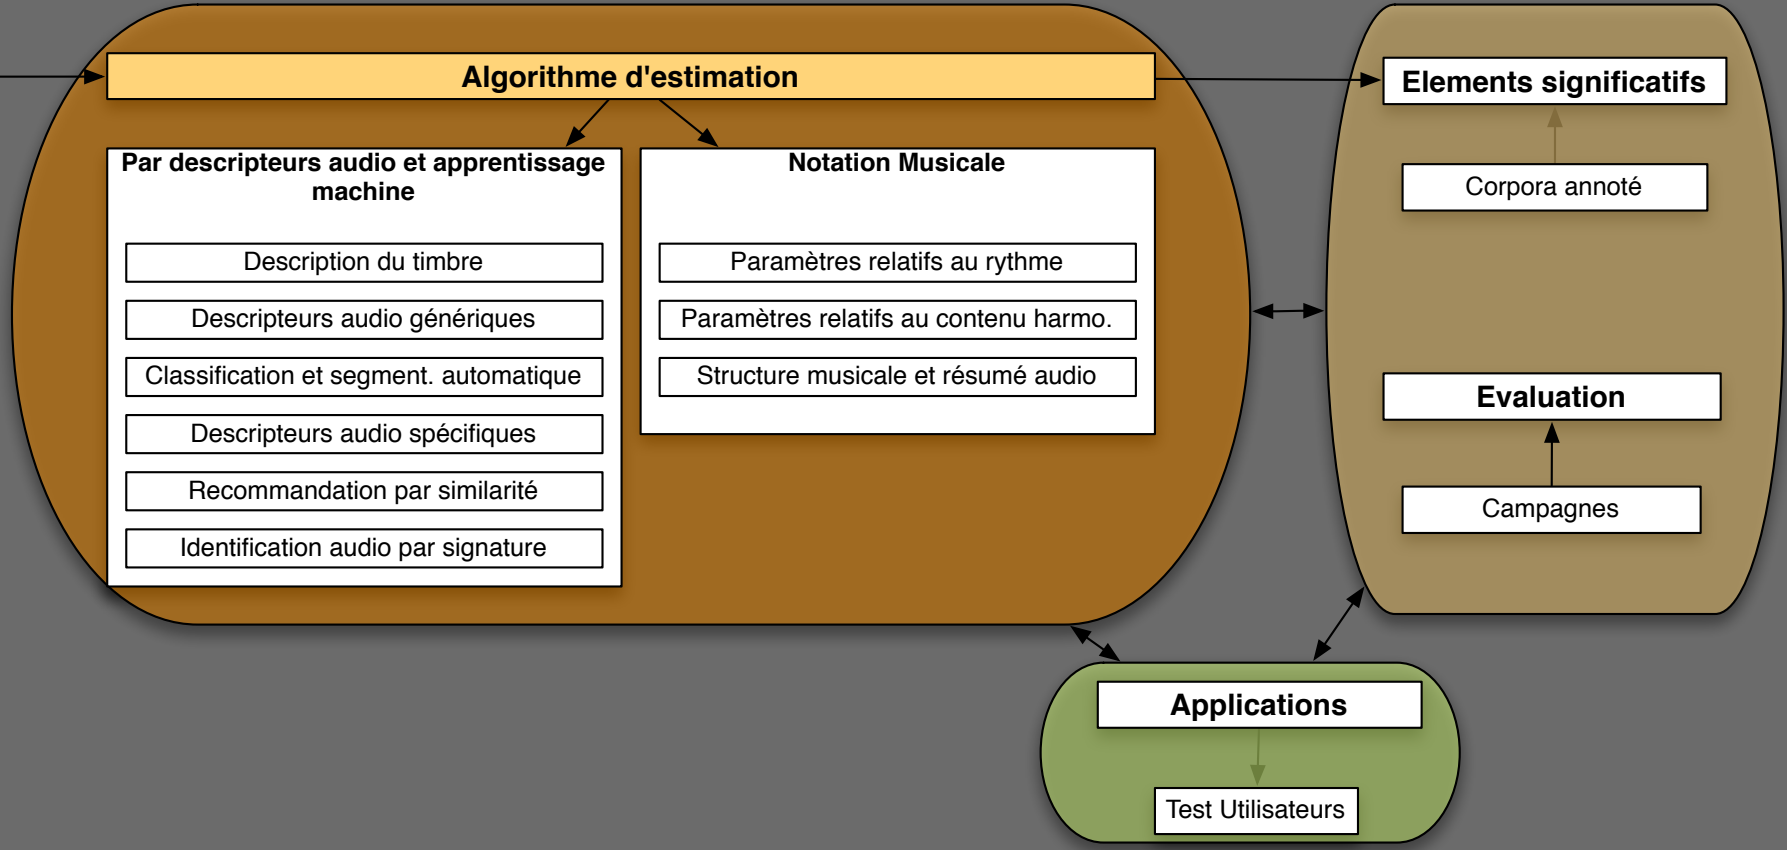 Algorithme d'estimation
Par descripteurs audio et apprentissage
machine
Description du timbre
Descripteurs audio génériques
Classification et segment. automatique
Descripteurs audio spécifiques
Recommandation par similarité
Identification audio par signature
Notation Musicale
Paramètres relatifs au rythme
Paramètres relatifs au contenu harmo.
Structure musicale et résumé audio
Elements significatifs
Corpora annoté
Evaluation
Campagnes
Applications
Test Utilisateurs